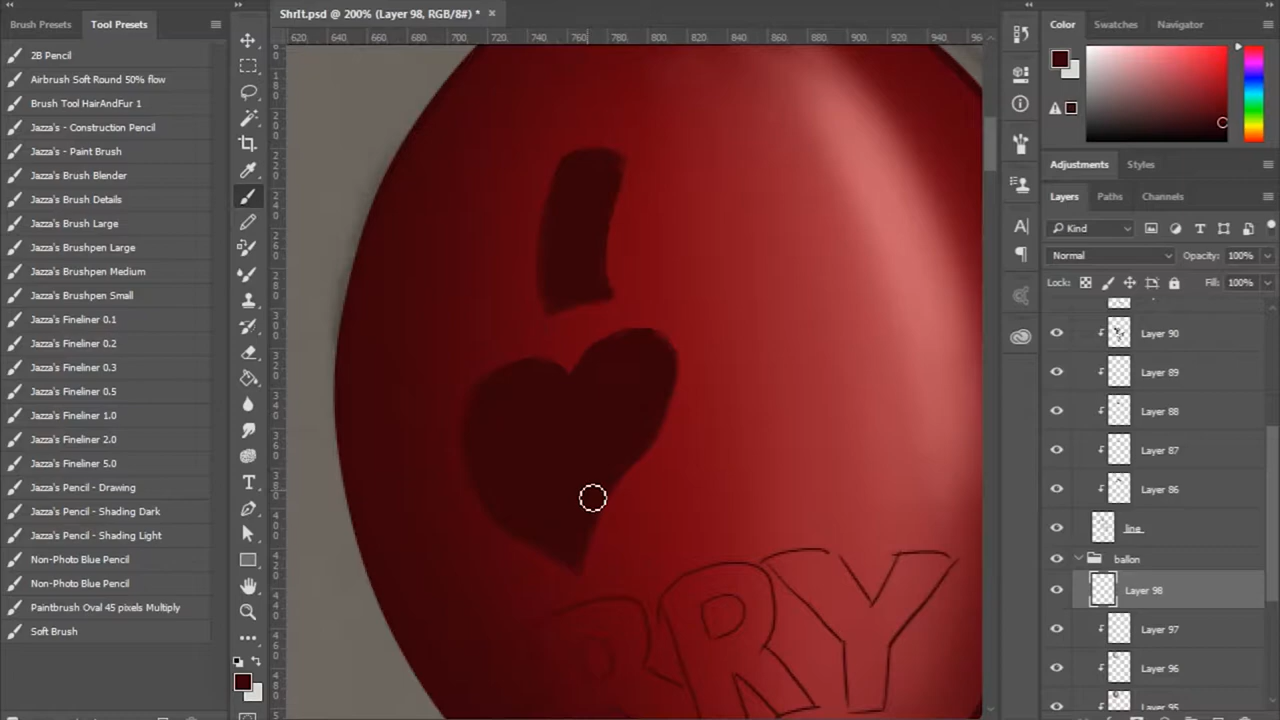 Brush Presets
Tool Presets
2B Pencil
Airbrush Soft Round 50% flow
Brush Tool HairAndFur 1
Jazza's - Construction Pencil
Jazza's - Paint Brush
Jazza's Brush Blender
Jazza's Brush Details
Jazza's Brush Large
Jazza's Brushpen Large
Jazza's Brushpen Medium
Jazza's Brushpen Small
Jazza's Fineliner 0.1
Jazza's Fineliner 0.2
Jazza's Fineliner 0.3
Jazza's Fineliner 0.5
Jazza's Fineliner 1.0
Jazza's Fineliner 2.0
Jazza's Fineliner 5.0
Jazza's Pencil - Drawing
Jazza's Pencil - Shading Dark
Jazza's Pencil - Shading Light
Non-Photo Blue Pencil
Non-Photo Blue Pencil
Paintbrush Oval 45 pixels Multiply
Soft Brush
ShrIt.psd @ 200% (Layer 98, RGB/8#) *
620 640 660 680 700 720 740 760 780 800 820 840 860 880 900 920 940
I
RRY
Color
Swatches
Navigator
Adjustments
Styles
Layers
Paths
Channels
Kind
Normal
Opacity: 100%
Lock:
Fill: 100%
Layer 90
Layer 89
Layer 88
Layer 87
Layer 86
line
ballon
Layer 98
Layer 97
Layer 96
Layer 95